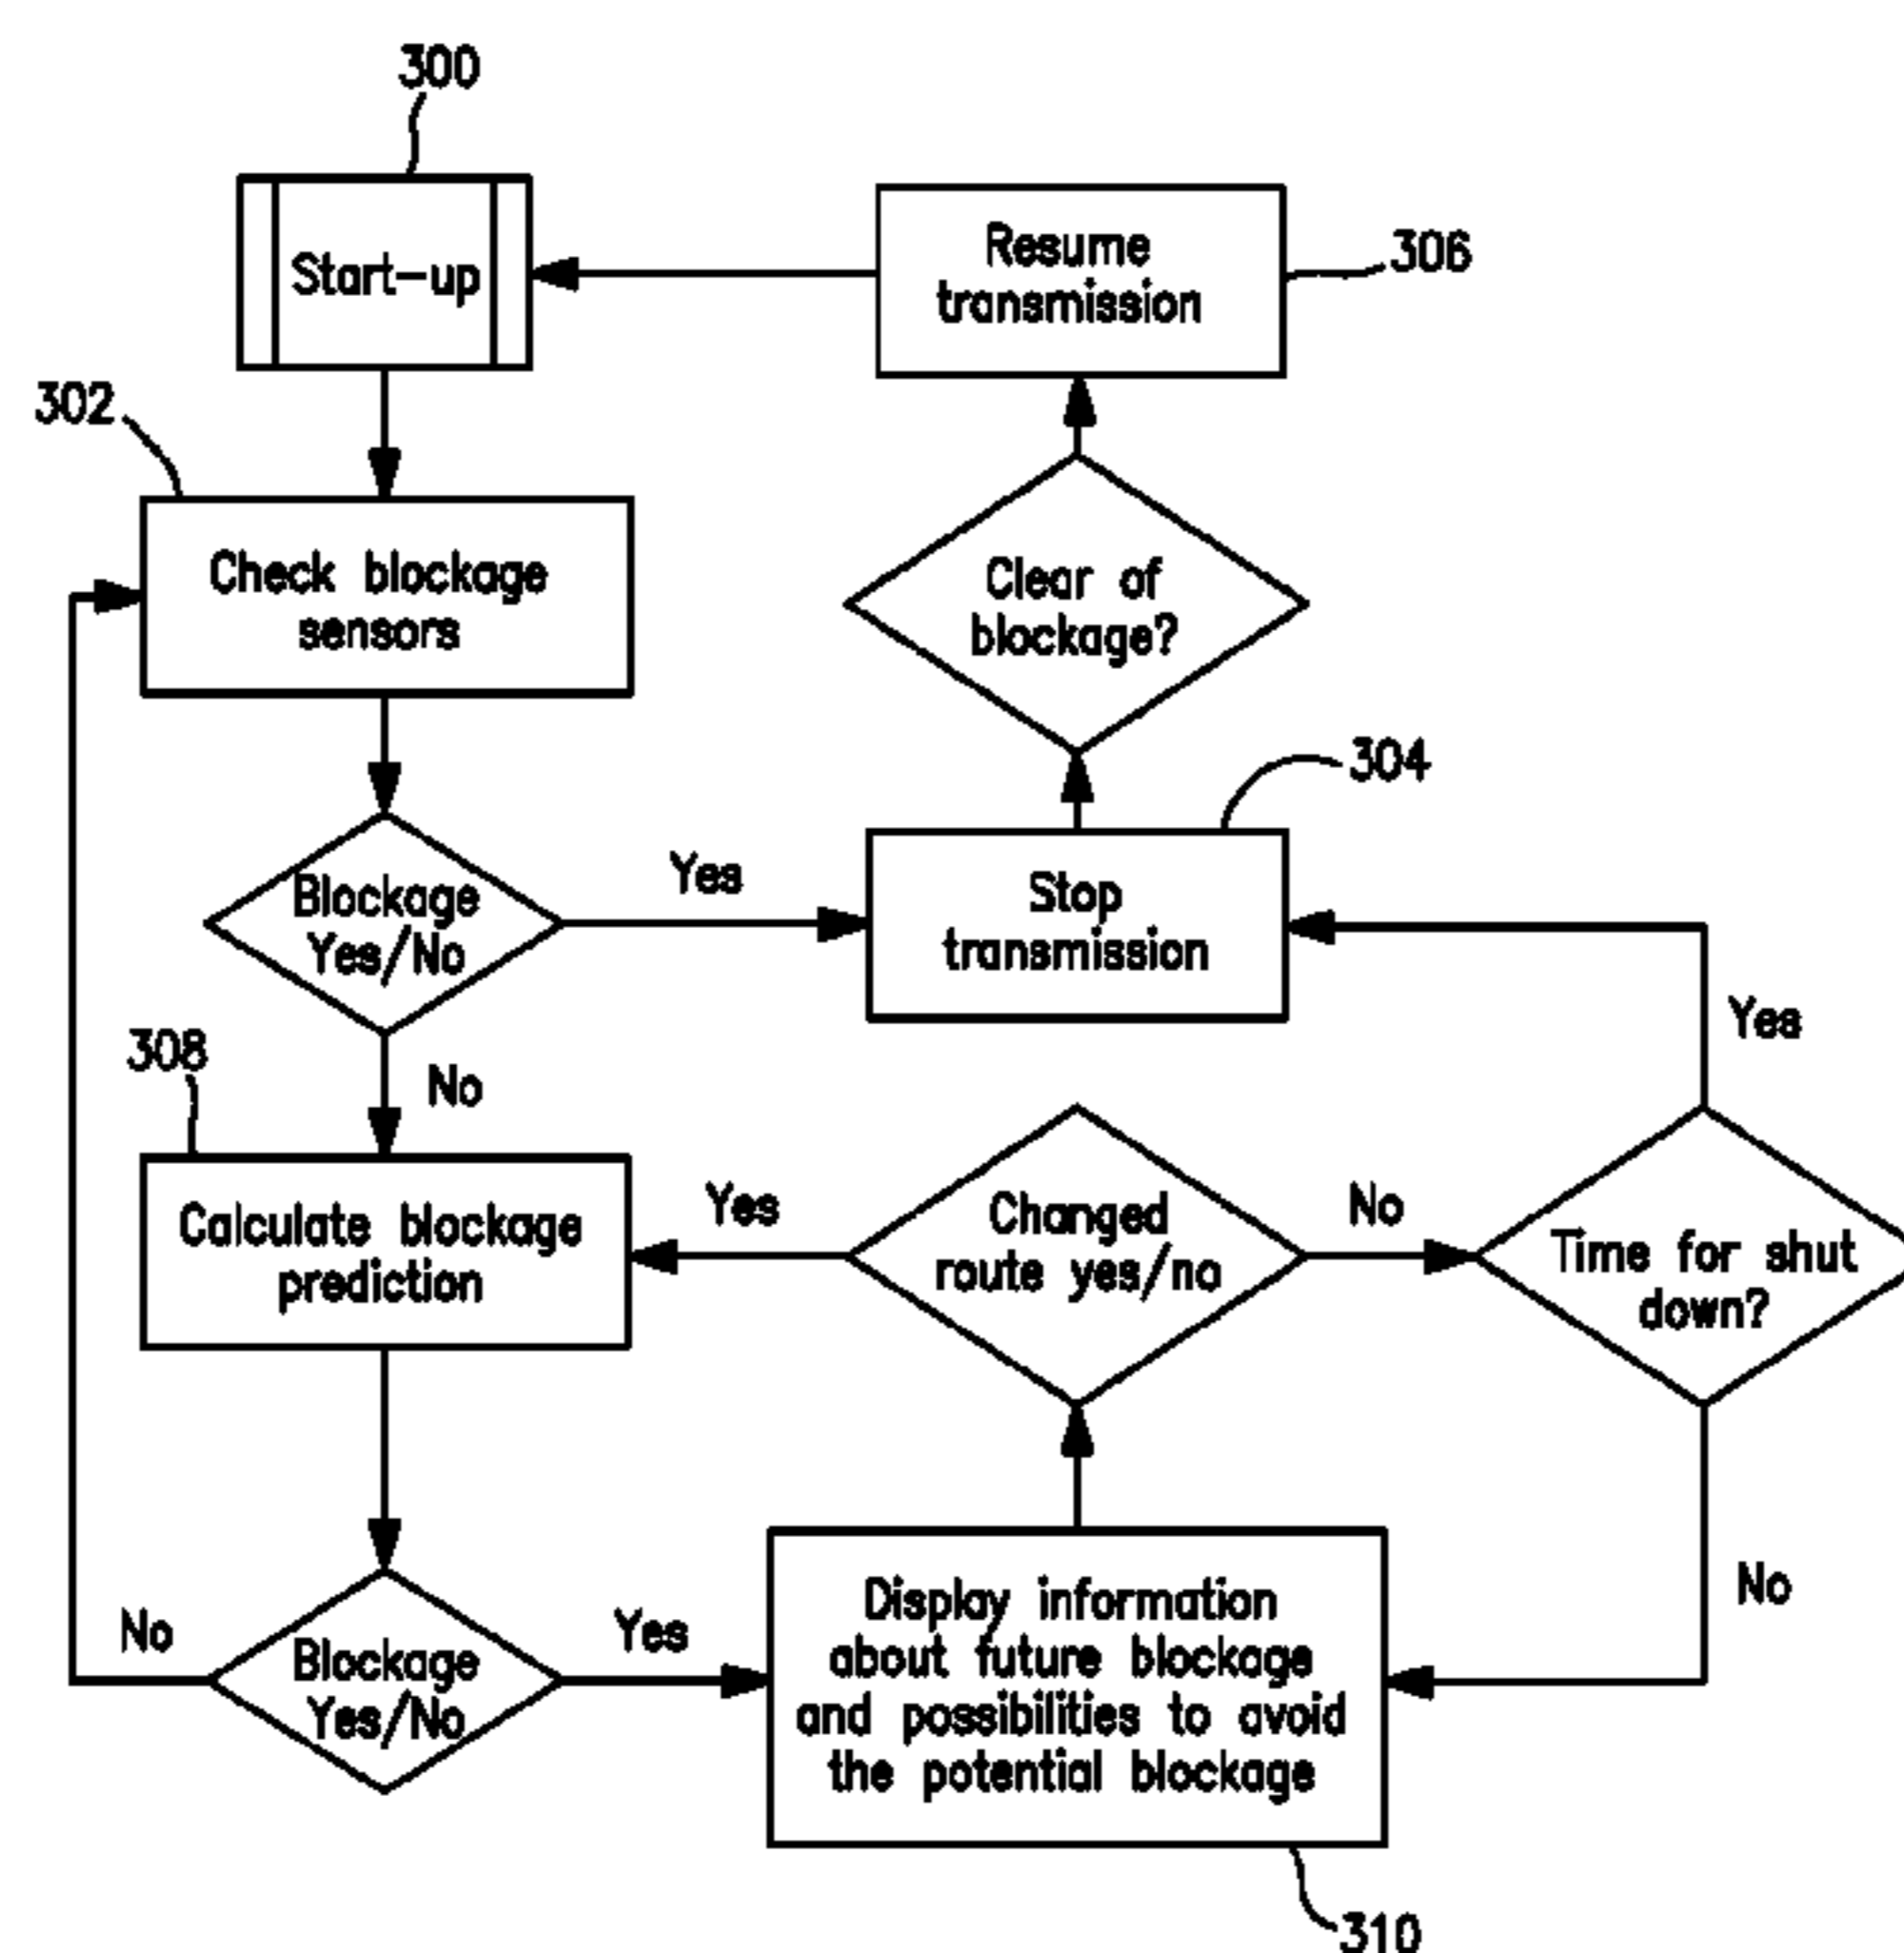 300
Start-up
Resume
transmission
306
302
Check blockage
sensors
Clear of
blockage?
304
Blockage
Yes/No
Yes
Stop
transmission
Yes
308
No
Calculate blockage
prediction
Yes
Changed
route yes/no
No
Time for shut
down?
No
Blockage
Yes/No
Yes
Display information
about future blockage
and possibilities to avoid
the potential blockage
No
310